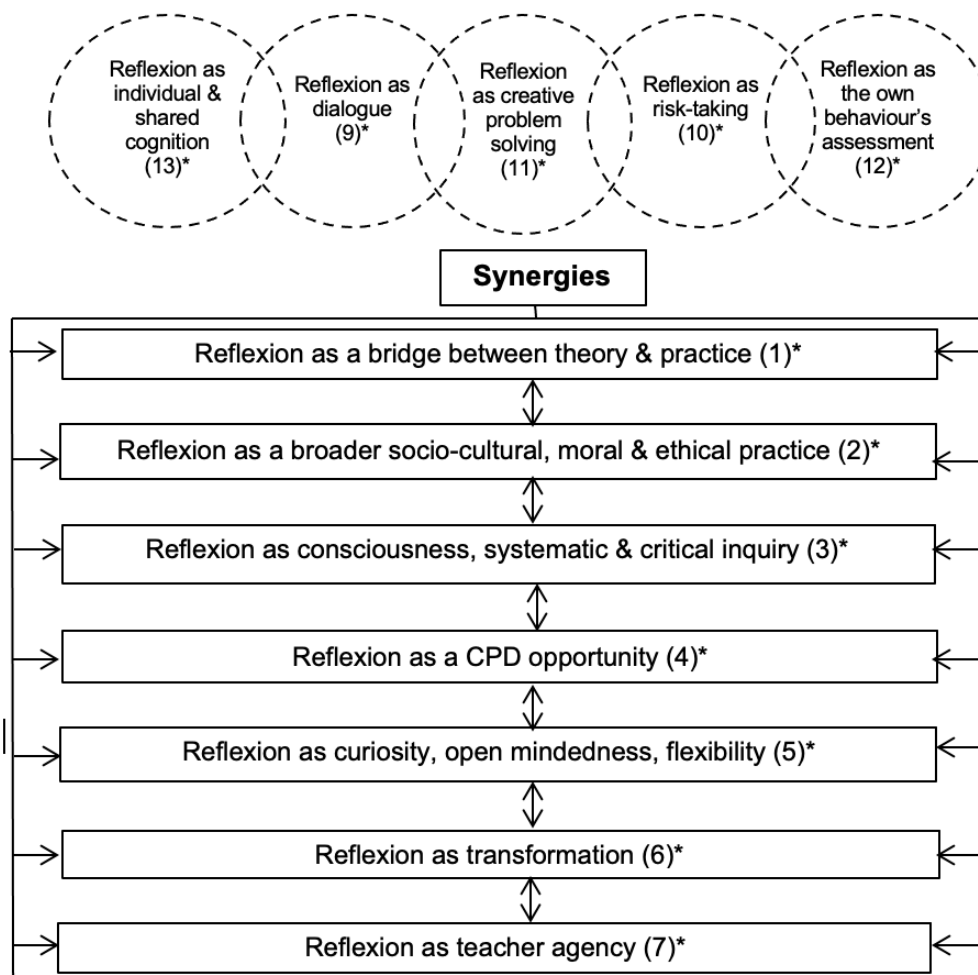 Reflexion as
individual &
shared
cognition
(13)*
Reflexion as
dialogue
(9)*
Reflexion
as creative
problem
solving
(11)*
Reflexion as
risk-taking
(10)*
Reflexion as
the own
behaviour's
assessment
(12)*
Synergies
Reflexion as a bridge between theory & practice (1)*
Reflexion as a broader socio-cultural, moral & ethical practice (2)*
Reflexion as consciousness, systematic & critical inquiry (3)*
Reflexion as a CPD opportunity (4)*
Reflexion as curiosity, open mindedness, flexibility (5)*
Reflexion as transformation (6)*
Reflexion as teacher agency (7)*